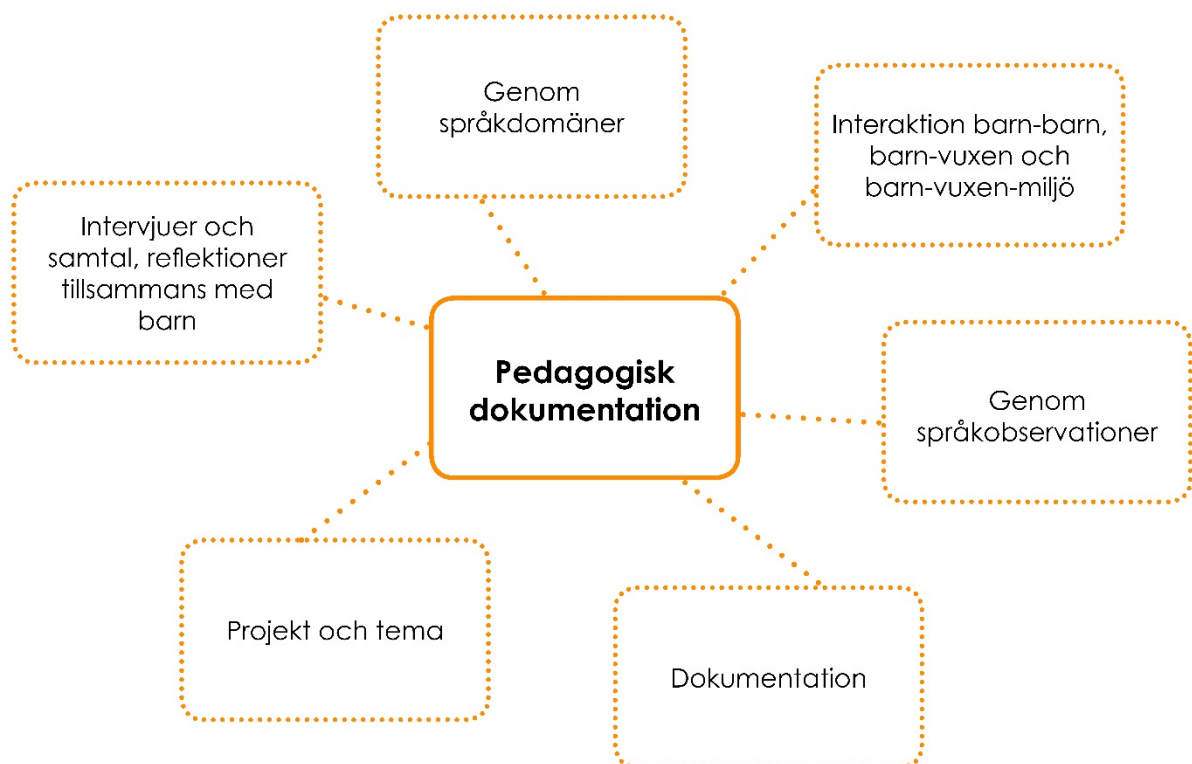 Genom
språkdomäner
Interaktion barn-barn,
barn-vuxen och
barn-vuxen-miljö
Intervjuer och
samtal, reflektioner
tillsammans med
barn
Pedagogisk
dokumentation
Genom
språkobservationer
Projekt och tema
Dokumentation